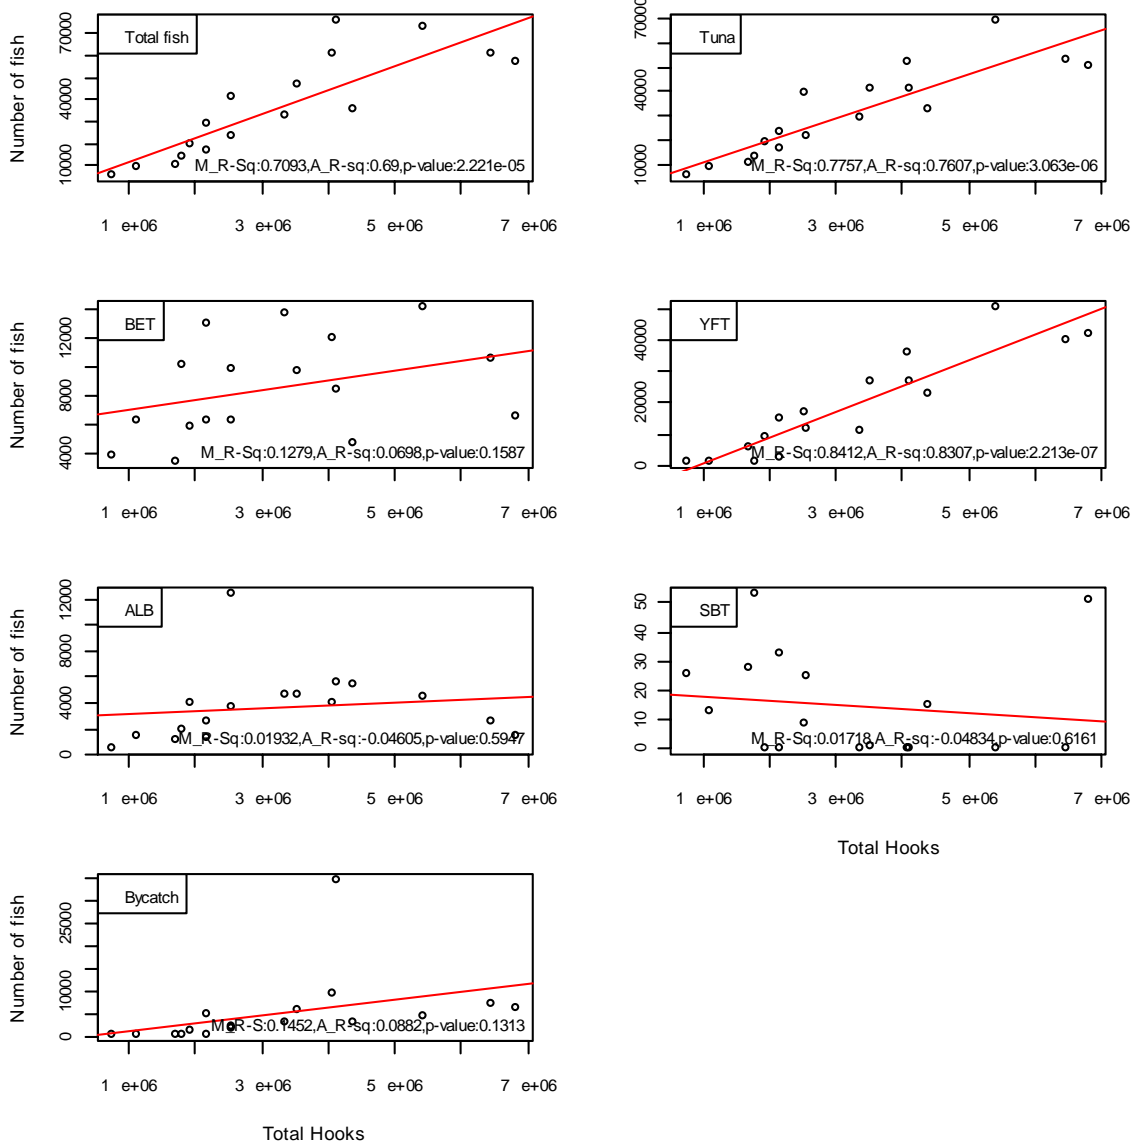 Total fish
Number of fish
10000 40000 70000
M_R-Sq:0.7093,A_R-sq:0.69,p-value:2.221e-05
1 e+06 3 e+06 5 e+06 7 e+06
Tuna
10000 40000 70000
M_R-Sq:0.7757,A_R-sq:0.7607,p-value:3.063e-06
1 e+06 3 e+06 5 e+06 7 e+06
BET
Number of fish
4000 8000 12000
M_R-Sq:0.1279,A_R-sq:0.0698,p-value:0.1587
1 e+06 3 e+06 5 e+06 7 e+06
YFT
0 20000 40000
M_R-Sq:0.8412,A_R-sq:0.8307,p-value:2.213e-07
1 e+06 3 e+06 5 e+06 7 e+06
ALB
Number of fish
0 4000 8000 12000
M_R-Sq:0.01932,A_R-sq:-0.04605,p-value:0.5947
1 e+06 3 e+06 5 e+06 7 e+06
SBT
0 10 20 30 40 50
M_R-Sq:0.01718,A_R-sq:-0.04834,p-value:0.6161
1 e+06 3 e+06 5 e+06 7 e+06
Total Hooks
Bycatch
Number of fish
0 10000 25000
M_R-S:0.1452,A_R-sq:0.0882,p-value:0.1313
1 e+06 3 e+06 5 e+06 7 e+06
Total Hooks